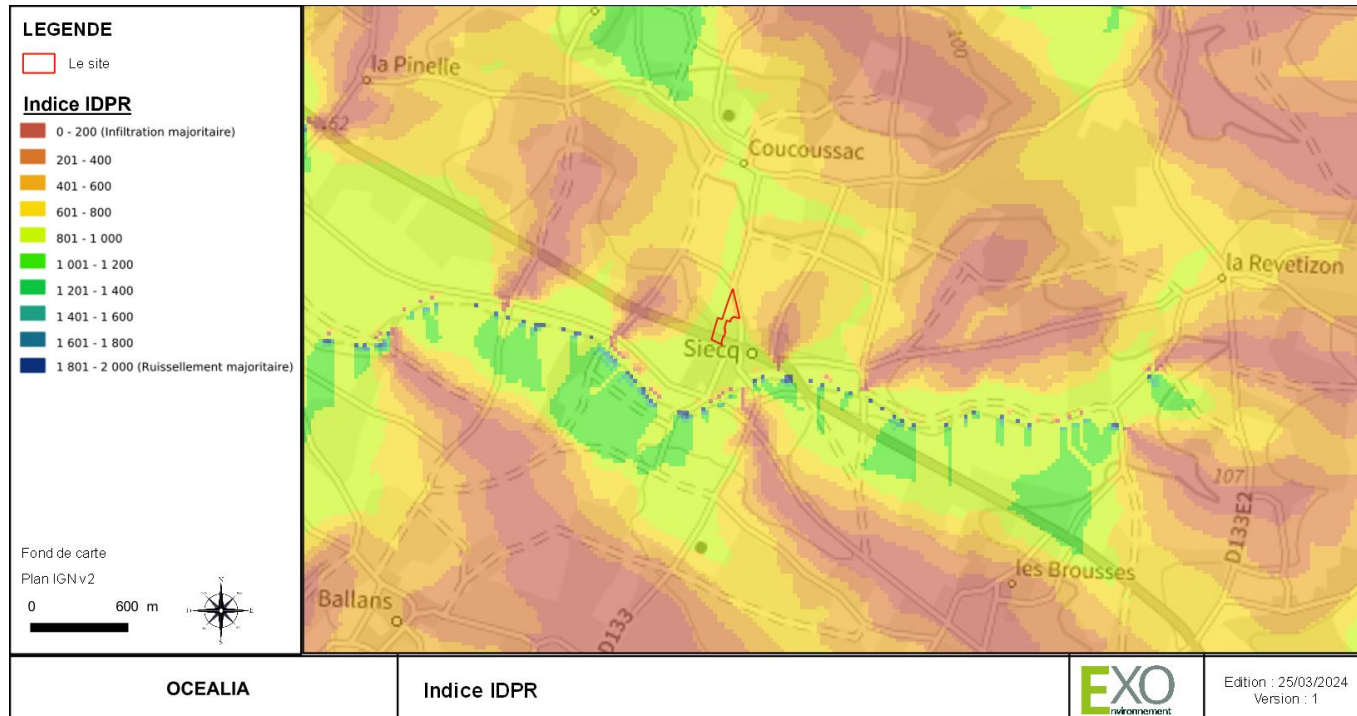 LEGENDE
Le site
Indice IDPR
0 - 200 (Infiltration majoritaire)
201 - 400
401 - 600
601 - 800
801 - 1 000
1 001 - 1 200
1 201 - 1 400
1 401 - 1 600
1 601 - 1 800
1 801 - 2 000 (Ruissellement majoritaire)
Fond de carte
Plan IGN v2
0 600 m
N
E
S
la Pinelle
62
100
Coucoussac
la Revetizon
Siecq
107
D133E2
les Brousses
Ballans
D133
OCEALIA
Indice IDPR
EXO
nvironnement
Edition : 25/03/2024
Version : 1